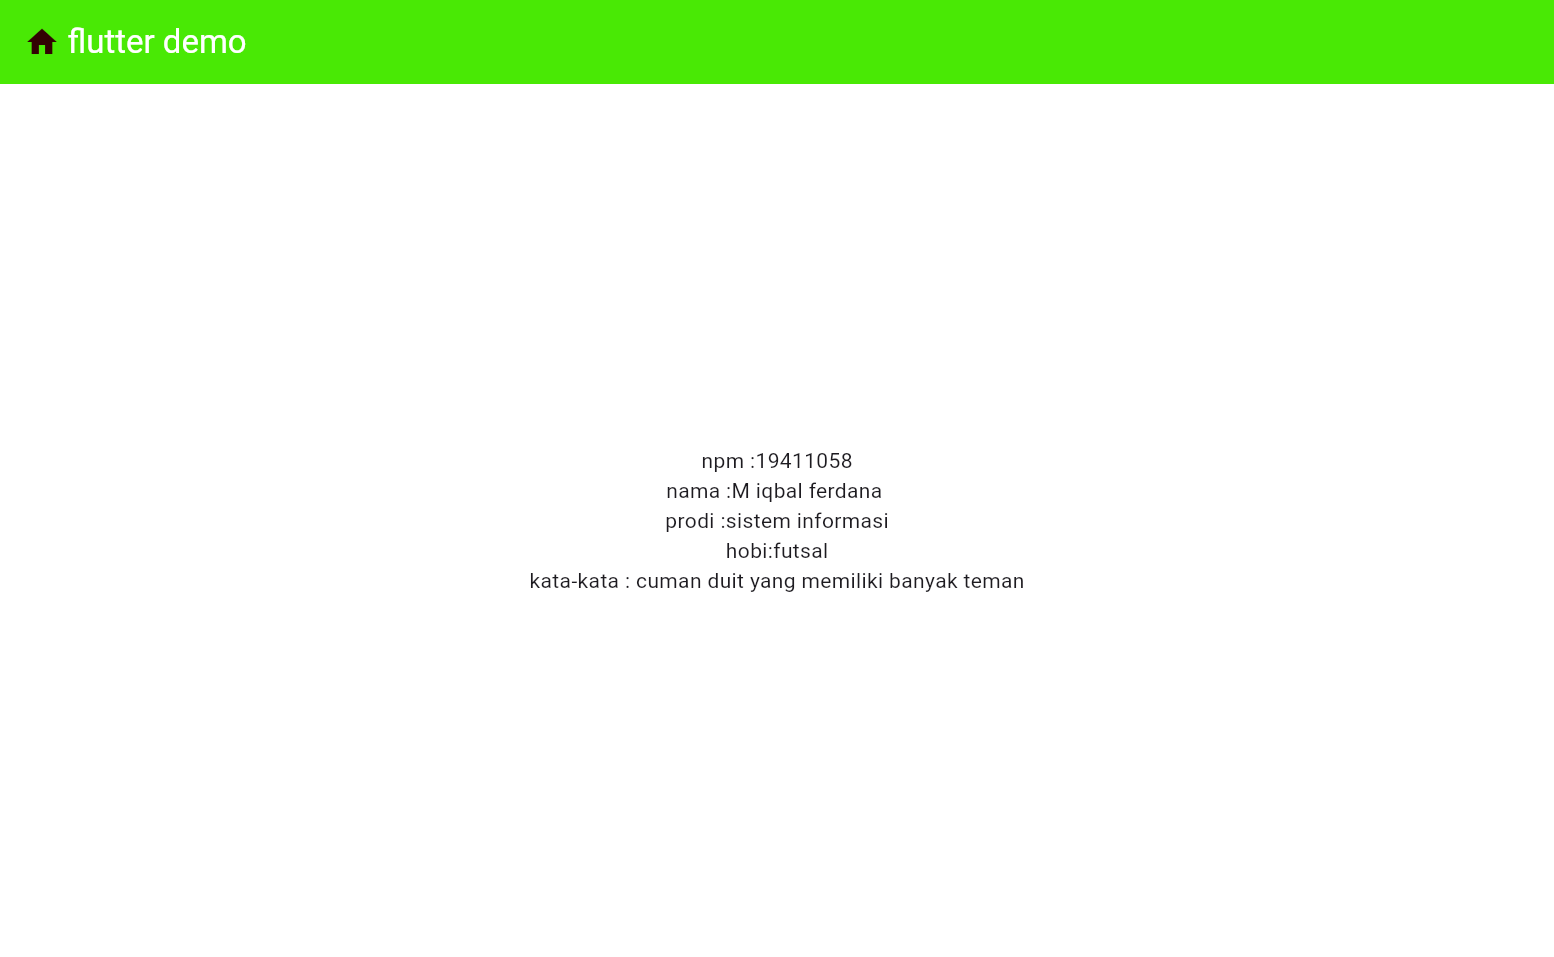 flutter demo
npm :19411058
nama :M iqbal ferdana
prodi :sistem informasi
hobi:futsal
kata-kata : cuman duit yang memiliki banyak teman